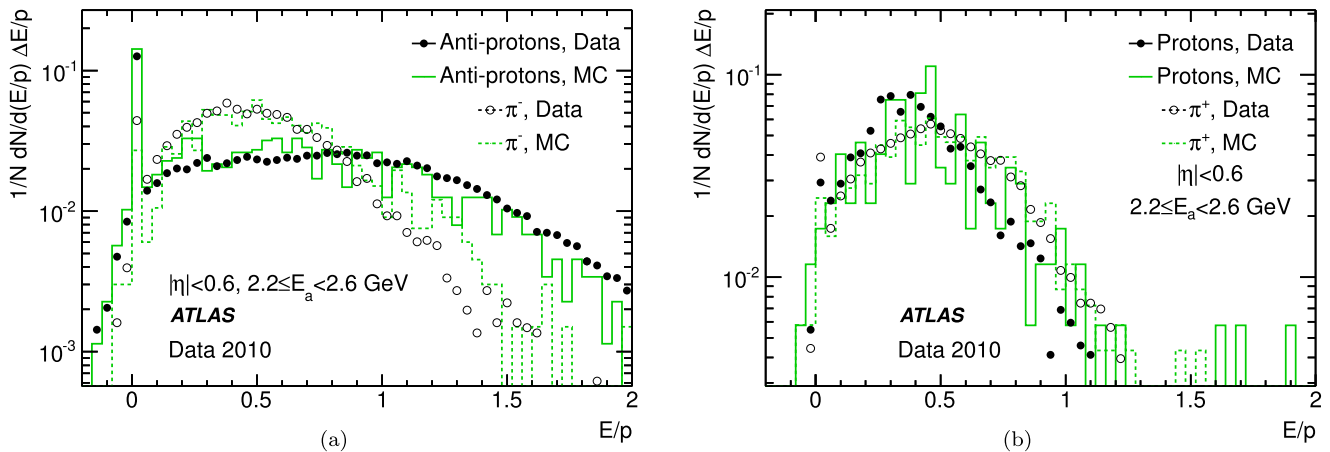 1/N dN/d(E/p) ΔE/p
Anti-protons, Data
Anti-protons, MC
π⁻, Data
π⁻, MC
10⁻¹
10⁻²
10⁻³
|η|<0.6, 2.2≤Eₐ<2.6 GeV
ATLAS
Data 2010
0 0.5 1 1.5 2
E/p
(a)
1/N dN/d(E/p) ΔE/p
Protons, Data
Protons, MC
π⁺, Data
π⁺, MC
10⁻¹
10⁻²
|η|<0.6
2.2≤Eₐ<2.6 GeV
ATLAS
Data 2010
0 0.5 1 1.5 2
E/p
(b)